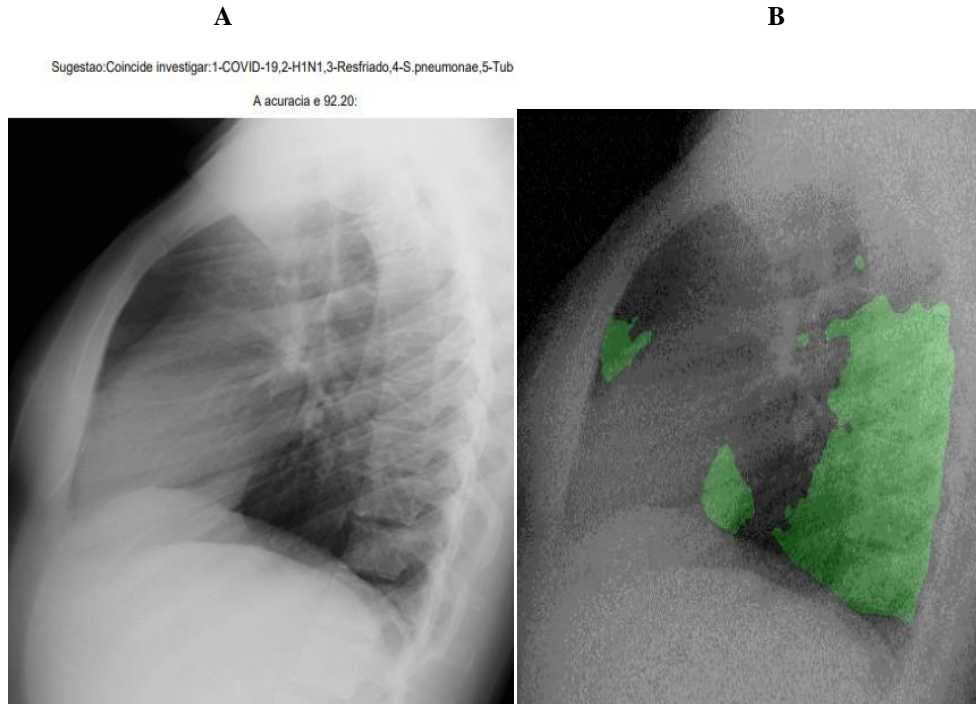 A
B
Sugestao:Coincide investigar:1-COVID-19,2-H1N1,3-Resfriado,4-S.pneumonae,5-Tub
A acuracia e 92.20: